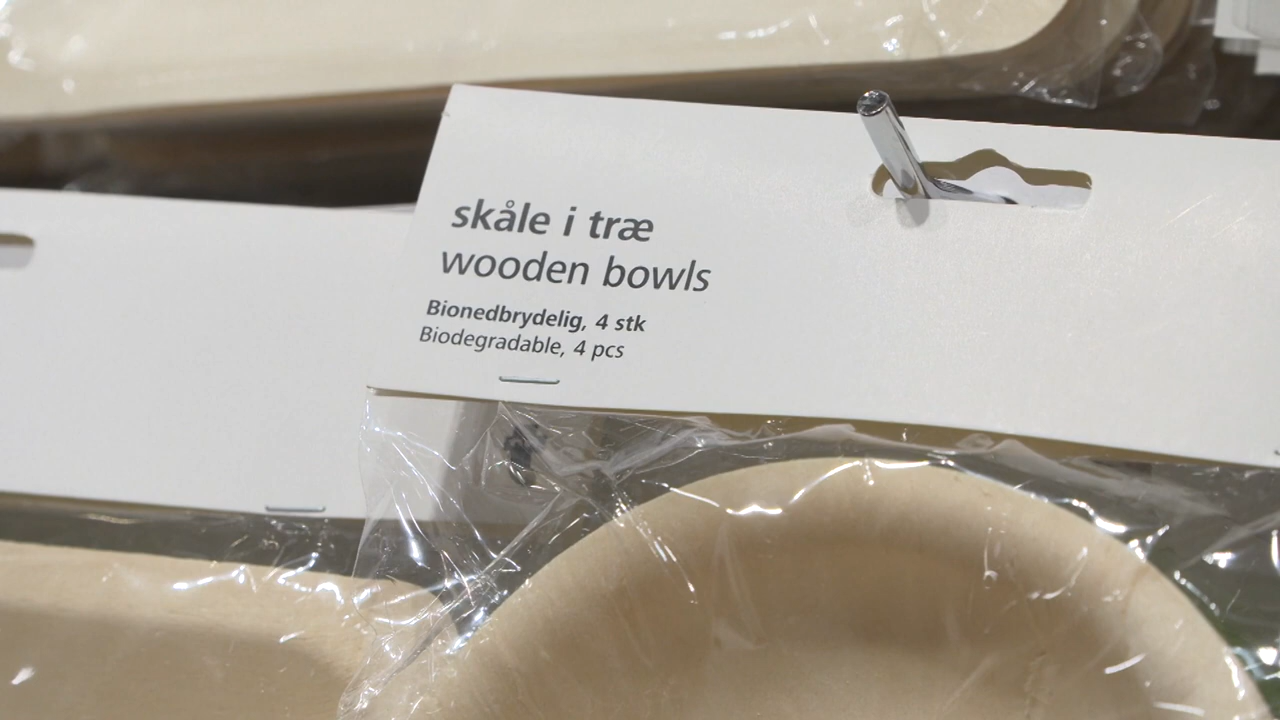 skåle i træ
wooden bowls
Bionedbrydelig, 4 stk
Biodegradable, 4 pcs